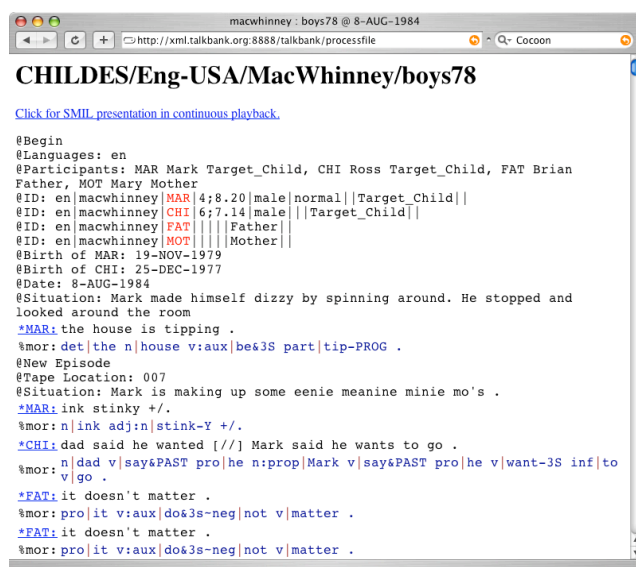 macwhinney : boys78 @ 8-AUG-1984
http://xml.talkbank.org:8888/talkbank/processfile
Cocoon
CHILDES/Eng-USA/MacWhinney/boys78
Click for SMIL presentation in continuous playback.
@Begin
@Languages: en
@Participants: MAR Mark Target_Child, CHI Ross Target_Child, FAT Brian
Father, MOT Mary Mother
@ID: en|macwhinney|MAR|4;8.20|male|normal||Target_Child||
@ID: en|macwhinney|CHI|6;7.14|male|||Target_Child||
@ID: en|macwhinney|FAT|||||Father||
@ID: en|macwhinney|MOT|||||Mother||
@Birth of MAR: 19-NOV-1979
@Birth of CHI: 25-DEC-1977
@Date: 8-AUG-1984
@Situation: Mark made himself dizzy by spinning around. He stopped and
looked around the room
*MAR: the house is tipping .
%mor: det|the n|house v:aux|be&3S part|tip-PROG .
@New Episode
@Tape Location: 007
@Situation: Mark is making up some eenie meanine minie mo's .
*MAR: ink stinky +/.
%mor: n|ink adj:n|stink-Y +/.
*CHI: dad said he wanted [//] Mark said he wants to go .
%mor: n|dad v|say&PAST pro|he n:prop|Mark v|say&PAST pro|he v|want-3S inf|to
v|go .
*FAT: it doesn't matter .
%mor: pro|it v:aux|do&3s~neg|not v|matter .
*FAT: it doesn't matter .
%mor: pro|it v:aux|do&3s~neg|not v|matter .